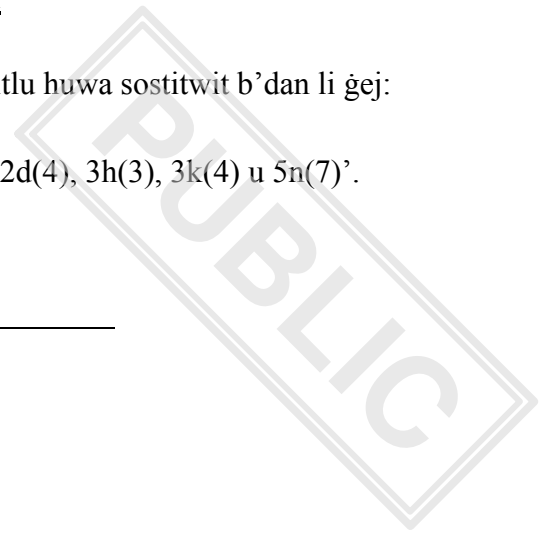 tlu huwa sostitwit b’dan li ġej:
2d(4), 3h(3), 3k(4) u 5n(7)’.
PUBLIC